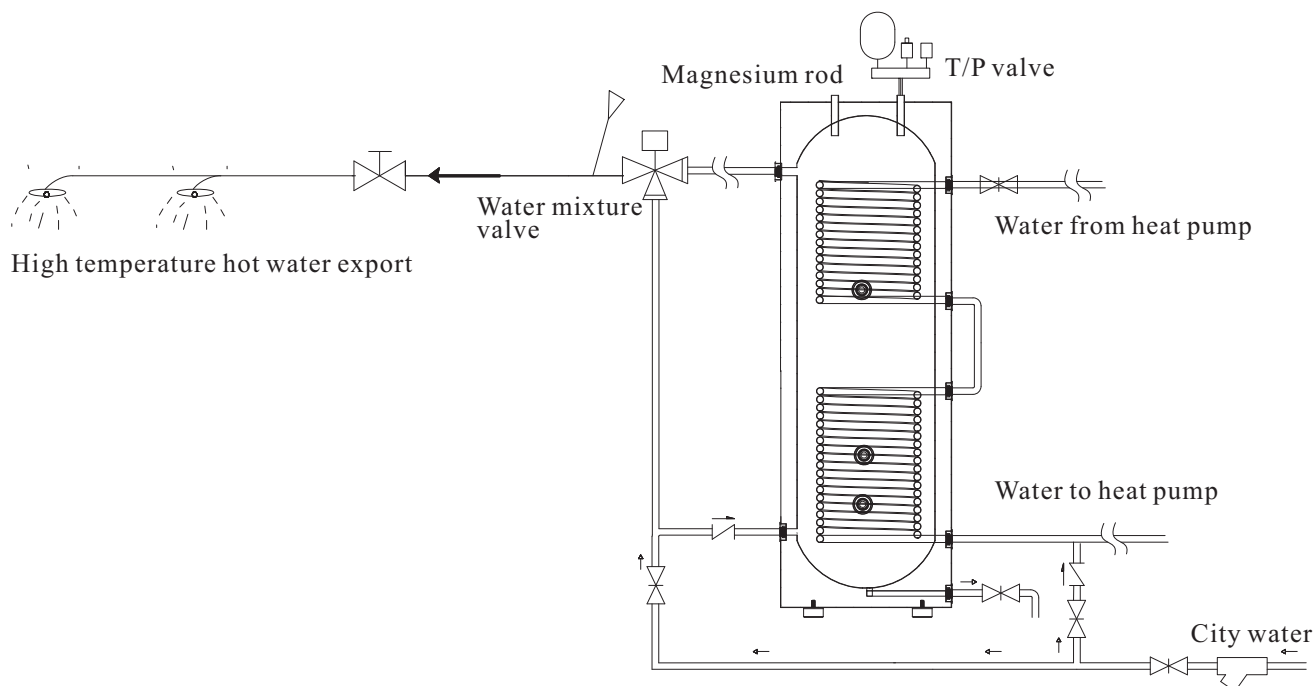 Magnesium rod
T/P valve
Water mixture
valve
Water from heat pump
High temperature hot water export
Water to heat pump
City water